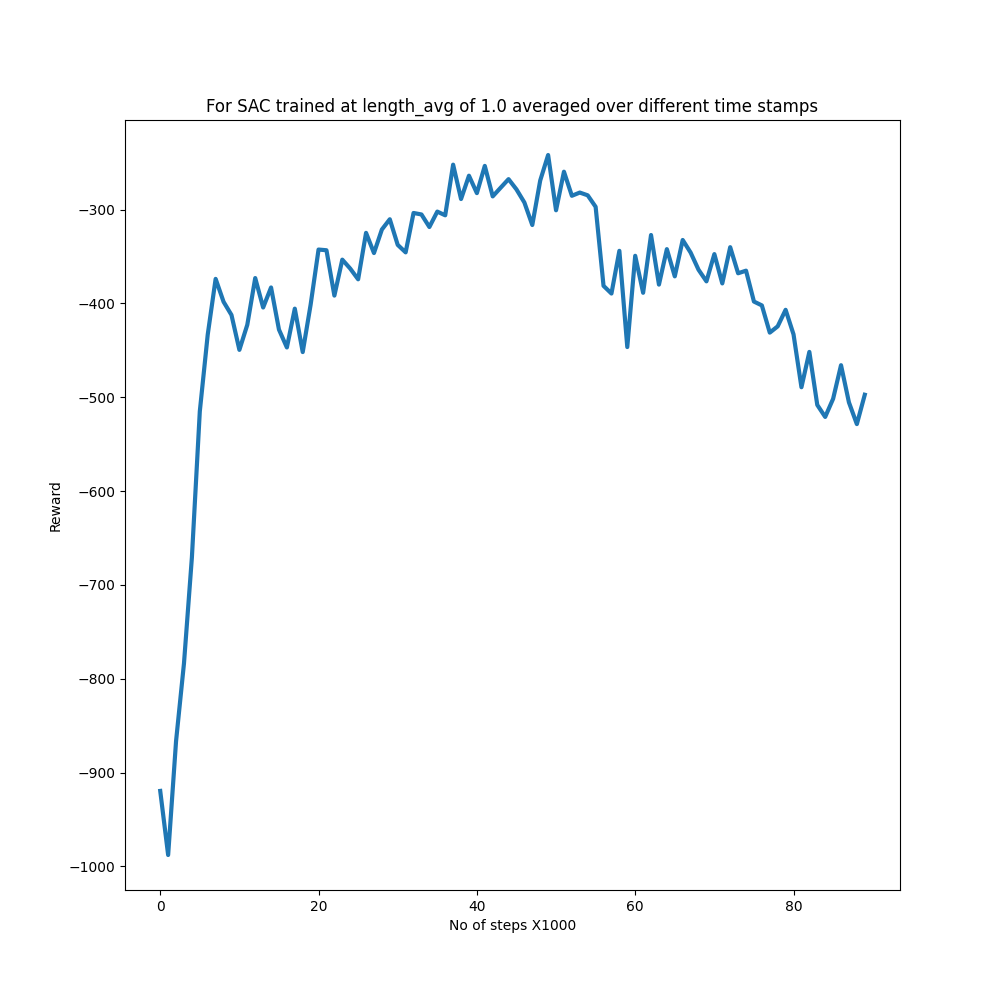 For SAC trained at length_avg of 1.0 averaged over different time stamps
−300
−400
−500
−600
−700
−800
−900
−1000
Reward
0 20 40 60 80
No of steps X1000